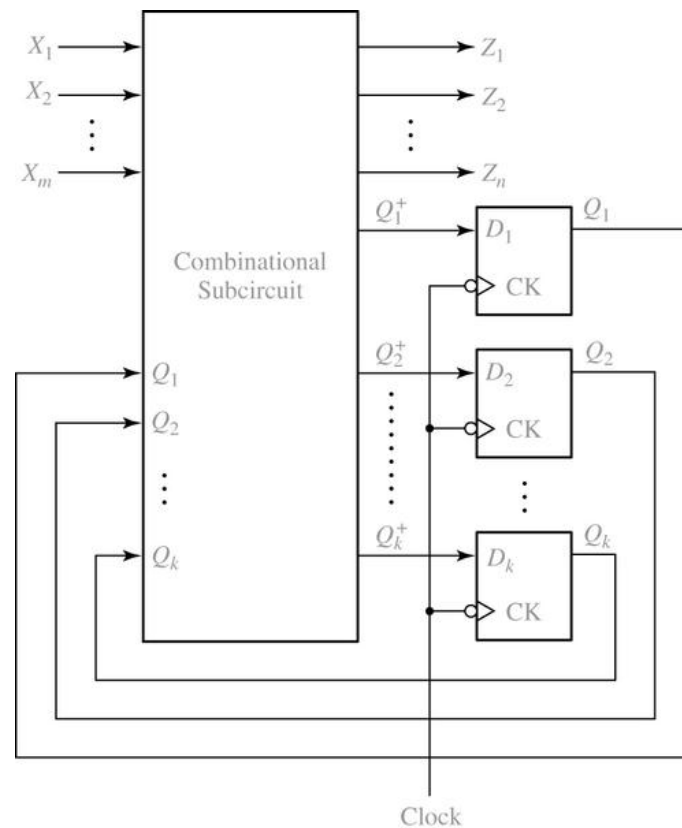 X₁
Z₁
X₂
Z₂
Xₘ
Zₙ
Q₁⁺
D₁
Q₁
CK
Combinational
Subcircuit
Q₁
Q₂⁺
D₂
Q₂
Q₂
CK
Qₖ
Qₖ⁺
Dₖ
Qₖ
CK
Clock